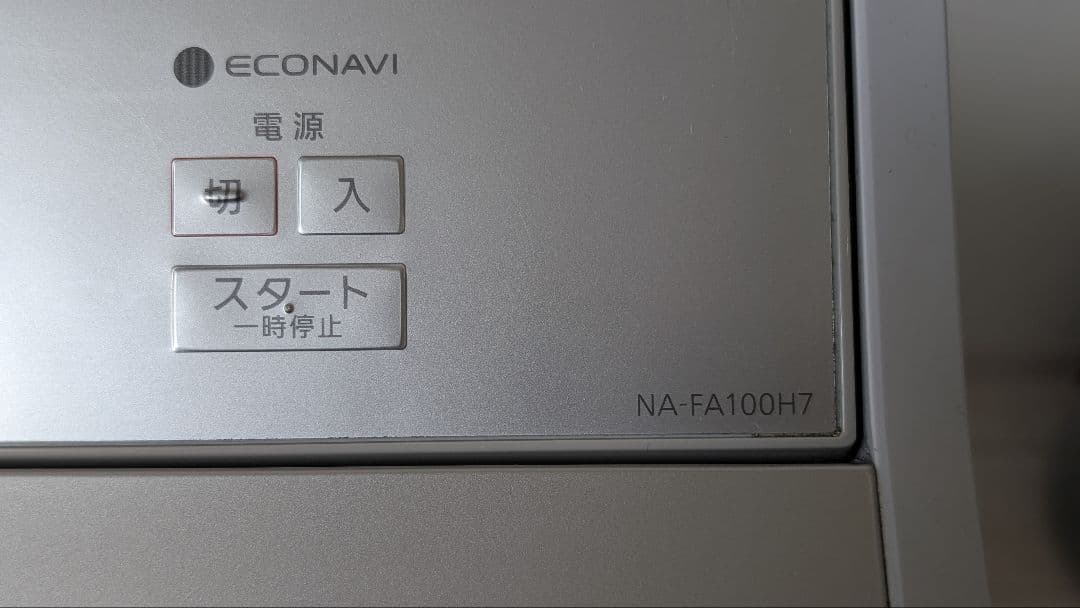 ECONAVI
電源
切 入
スタート
一時停止
NA-FA100H7